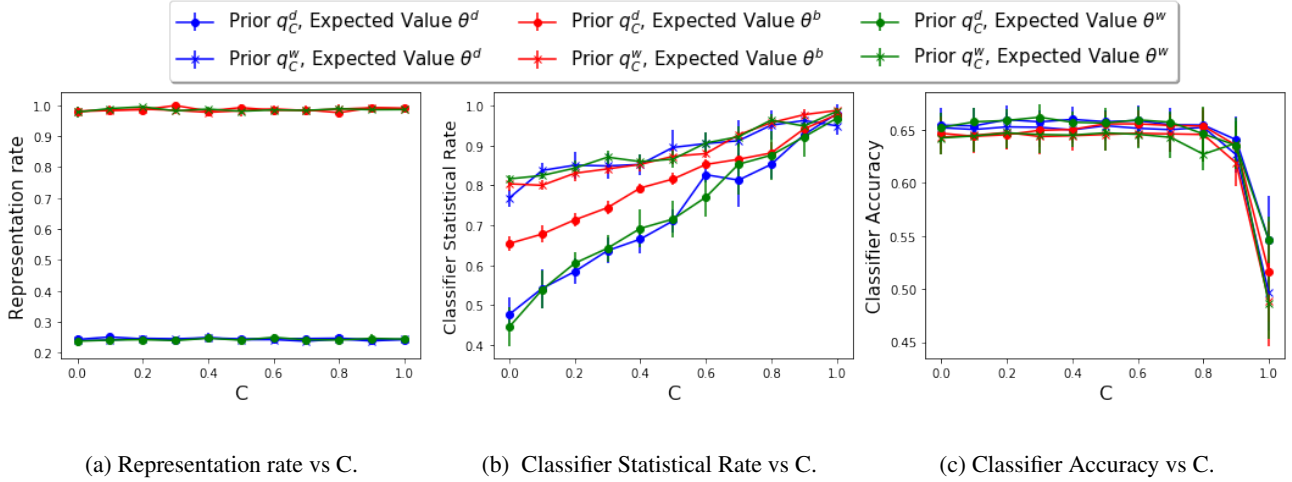 Prior q_C^d, Expected Value θ^d Prior q_C^d, Expected Value θ^b Prior q_C^d, Expected Value θ^w
Prior q_C^w, Expected Value θ^d Prior q_C^w, Expected Value θ^b Prior q_C^w, Expected Value θ^w
Representation rate
1.0
0.9
0.8
0.7
0.6
0.5
0.4
0.3
0.2
0.0 0.2 0.4 0.6 0.8 1.0
C
Classifier Statistical Rate
1.0
0.9
0.8
0.7
0.6
0.5
0.4
0.0 0.2 0.4 0.6 0.8 1.0
C
Classifier Accuracy
0.65
0.60
0.55
0.50
0.45
0.0 0.2 0.4 0.6 0.8 1.0
C
(a) Representation rate vs C.
(b) Classifier Statistical Rate vs C.
(c) Classifier Accuracy vs C.